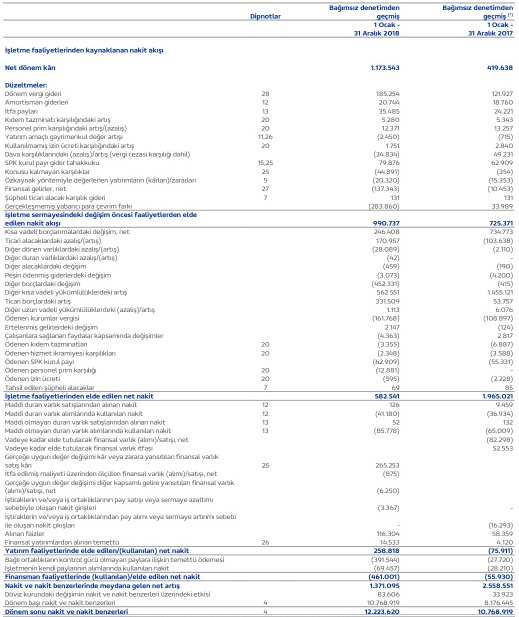 Bağımsız denetimden Bağımsız denetimden
Dipnotlar geçmiş geçmiş (*)
1 Ocak - 1 Ocak -
31 Aralık 2018 31 Aralık 2017
İşletme faaliyetlerinden kaynaklanan nakit akışı
Net dönem kârı 1.173.543 419.638
Düzeltmeler:
Dönem vergi gideri 28 185.254 121.927
Amortisman giderleri 12 20.744 18.760
İtfa payları 13 35.485 24.221
Kıdem tazminatı karşılığındaki artış 20 5.280 5.343
Personel prim karşılığındaki artış/(azalış) 20 12.371 13.257
Yatırım amaçlı gayrimenkul değer artışı 11,26 (2.450) (715)
Kullanılmamış izin ücreti karşılığındaki artış 20 1.751 2.840
Dava karşılıklarındaki (azalış)/artış (vergi cezası karşılığı dahil) (34.834) 49.231
SPK kurul payı gider tahakkuku 15,25 79.876 62.909
Konusu kalmayan karşılıklar 25 (44.891) (354)
Özkaynak yöntemiyle değerlenen yatırımların (kârları)/zararları 5 (20.320) (15.353)
Finansal gelirler, net 27 (137.343) (10.453)
Şüpheli ticari alacak karşılık gideri 7 131 131
Gerçekleşmemiş yabancı para çevrim farkı (283.860) 33.989
İşletme sermayesindeki değişim öncesi faaliyetlerden elde
edilen nakit akışı 990.737 725.371
Kısa vadeli borçlanmalardaki değişim, net 246.408 734.773
Ticari alacaklardaki azalış/(artış) 170.957 (103.638)
Diğer dönen varlıklardaki azalış/(artış) (28.089) (2.110)
Diğer duran varlıklardaki azalış/(artış) (42) -
Diğer alacaklardaki değişim (459) (190)
Peşin ödenmiş giderlerdeki değişim (3.073) (4.200)
Diğer borçlardaki değişim (452.331) (415)
Diğer kısa vadeli yükümlülüklerdeki artış 562.551 1.455.121
Ticari borçlardaki artış 331.509 53.757
Diğer uzun vadeli yükümlülüklerdeki (azalış)/artış 1.113 6.076
Ödenen kurumlar vergisi (161.768) (108.897)
Ertelenmiş gelirlerdeki değişim 2.147 (124)
Çalışanlara sağlanan faydalar kapsamında değişimler (4.363) 2.817
Ödenen kıdem tazminatları 20 (3.355) (6.887)
Ödenen hizmet ikramiyesi karşılıkları 20 (2.348) (3.588)
Ödenen SPK kurul payı (62.909) (55.331)
Ödenen personel prim karşılığı 20 (12.881) -
Ödenen izin ücreti 20 (595) (2.228)
Tahsil edilen şüpheli alacaklar 7 69 85
İşletme faaliyetlerinden elde edilen net nakit 582.541 1.965.021
Maddi duran varlık satışlarından alınan nakit 12 126 9.459
Maddi duran varlık alımlarında kullanılan nakit 12 (41.180) (36.934)
Maddi olmayan duran varlık satışlarından alınan nakit 13 52 132
Maddi olmayan duran varlık alımlarında kullanılan nakit 13 (85.778) (65.009)
Vadeye kadar elde tutulacak finansal varlık (alımı)/satışı, net (82.298)
Vadeye kadar elde tutulacak finansal varlık itfası 52.553
Gerçeğe uygun değer değişimi kâr veya zarara yansıtılan finansal varlık
satış kârı 25 265.253
İtfa edilmiş maliyeti üzerinden ölçülen finansal varlık (alımı)/satışı, net (875)
Gerçeğe uygun değer değişimi diğer kapsamlı gelire yansıtılan finansal varlık
(alımı)/satışı, net (6.250)
İştiraklerin ve/veya iş ortaklıklarının pay satışı veya sermaye azaltımı
sebebiyle oluşan nakit girişleri (3.367) -
İştiraklerin ve/veya iş ortaklıklarından pay alımı veya sermaye artırımı sebebi
ile oluşan nakit çıkışları - (16.293)
Alınan faizler 116.304 58.359
Finansal yatırımlardan alınan temettü 26 14.533 4.120
Yatırım faaliyetlerinde elde edilen/(kullanılan) net nakit 258.818 (75.911)
Bağlı ortaklıkların kontrol gücü olmayan paylara ilişkin temettü ödemesi (391.544) (27.720)
İşletmenin kendi paylarının alımlarında kullanılan nakit (69.457) (28.210)
Finansman faaliyetlerinde (kullanılan)/elde edilen net nakit (461.001) (55.930)
Nakit ve nakit benzerlerinde meydana gelen net artış 1.371.095 2.558.551
Döviz kurundaki değişimin nakit ve nakit benzerleri üzerindeki etkisi 83.606 33.923
Dönem başı nakit ve nakit benzerleri 4 10.768.919 8.176.445
Dönem sonu nakit ve nakit benzerleri 4 12.223.620 10.768.919